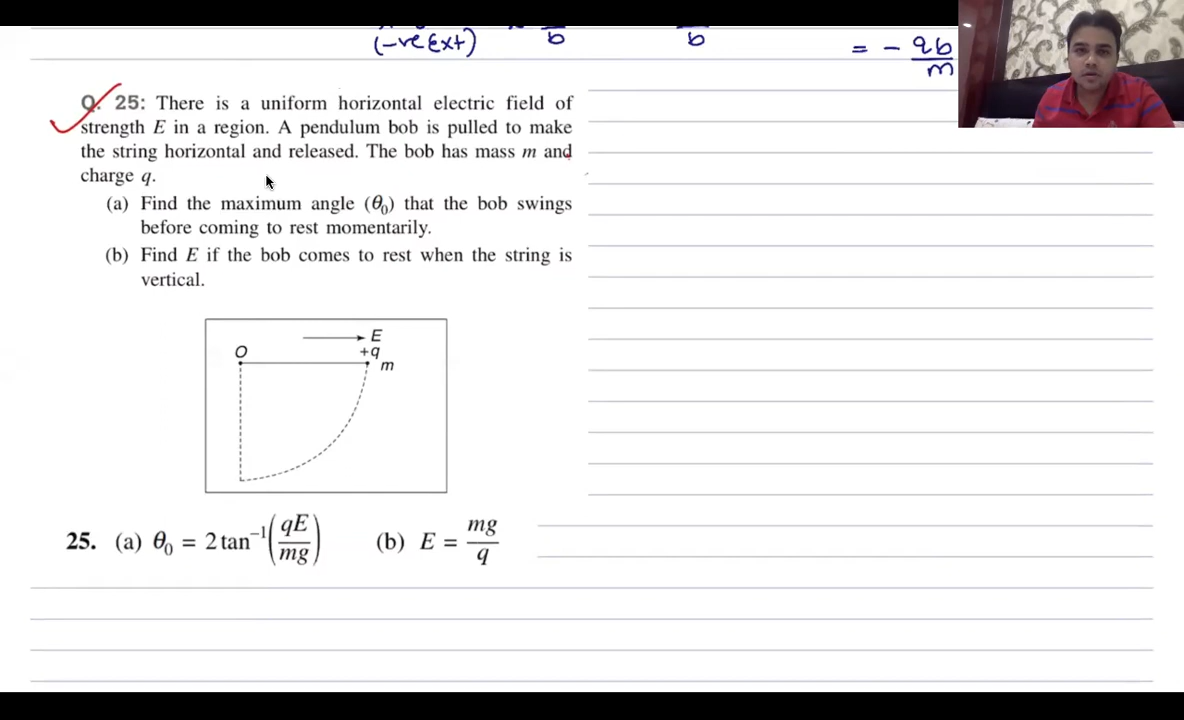 (-ve Ext) b b = - qb
m
Q. 25: There is a uniform horizontal electric field of
strength E in a region. A pendulum bob is pulled to make
the string horizontal and released. The bob has mass m and
charge q.
(a) Find the maximum angle (θ₀) that the bob swings
before coming to rest momentarily.
(b) Find E if the bob comes to rest when the string is
vertical.
E
O +q
m
25. (a) θ₀ = 2 tan⁻¹(qE/mg) (b) E = mg/q